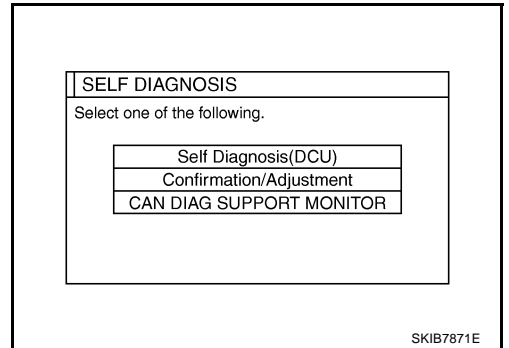 SELF DIAGNOSIS
Select one of the following.
Self Diagnosis(DCU)
Confirmation/Adjustment
CAN DIAG SUPPORT MONITOR
SKIB7871E